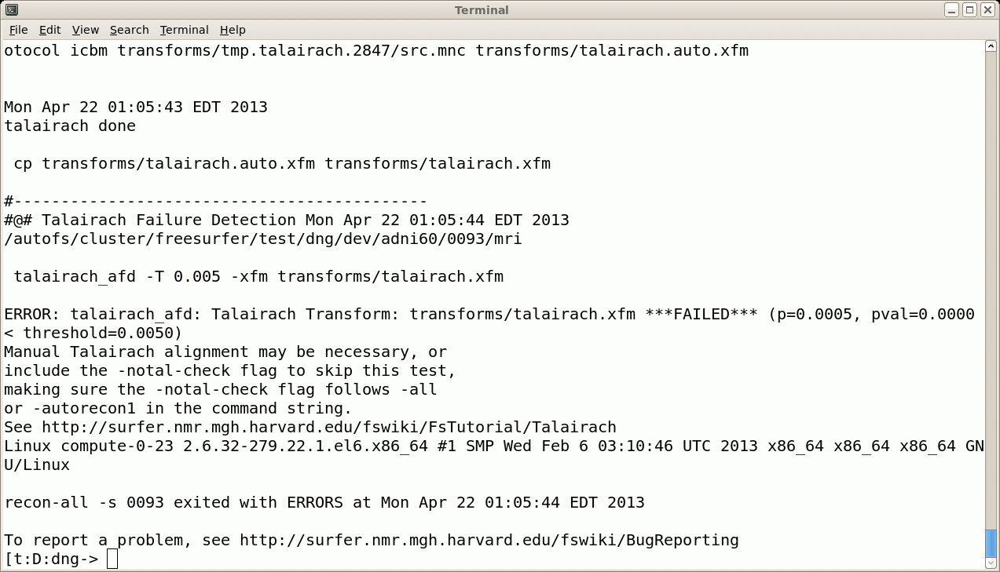 Terminal
File Edit View Search Terminal Help
otocol icbm transforms/tmp.talairach.2847/src.mnc transforms/talairach.auto.xfm
Mon Apr 22 01:05:43 EDT 2013
talairach done
cp transforms/talairach.auto.xfm transforms/talairach.xfm
#--------------------------------------------
#@# Talairach Failure Detection Mon Apr 22 01:05:44 EDT 2013
/autofs/cluster/freesurfer/test/dng/dev/adni60/0093/mri
talairach_afd -T 0.005 -xfm transforms/talairach.xfm
ERROR: talairach_afd: Talairach Transform: transforms/talairach.xfm ***FAILED*** (p=0.0005, pval=0.0000
< threshold=0.0050)
Manual Talairach alignment may be necessary, or
include the -notal-check flag to skip this test,
making sure the -notal-check flag follows -all
or -autorecon1 in the command string.
See http://surfer.nmr.mgh.harvard.edu/fswiki/FsTutorial/Talairach
Linux compute-0-23 2.6.32-279.22.1.el6.x86_64 #1 SMP Wed Feb 6 03:10:46 UTC 2013 x86_64 x86_64 x86_64 GN
U/Linux
recon-all -s 0093 exited with ERRORS at Mon Apr 22 01:05:44 EDT 2013
To report a problem, see http://surfer.nmr.mgh.harvard.edu/fswiki/BugReporting
[t:D:dng->